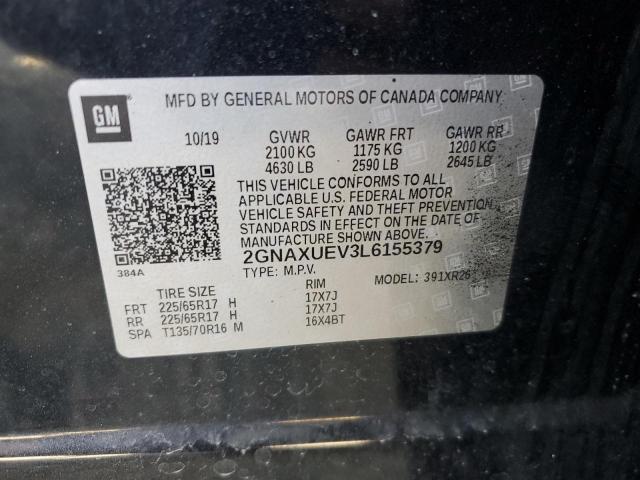 GM
MFD BY GENERAL MOTORS OF CANADA COMPANY
10/19 GVWR GAWR FRT GAWR RR
2100 KG 1175 KG 1200 KG
4630 LB 2590 LB 2645 LB
THIS VEHICLE CONFORMS TO ALL
APPLICABLE U.S. FEDERAL MOTOR
VEHICLE SAFETY AND THEFT PREVENTION
STANDARDS IN EFFECT ON THE DATE OF
MANUFACTURE SHOWN ABOVE.
2GNAXUEV3L6155379
384A
TYPE: M.P.V. MODEL: 391XR26
TIRE SIZE RIM
FRT 225/65R17 H 17X7J
RR 225/65R17 H 17X7J
SPA T135/70R16 M 16X4BT